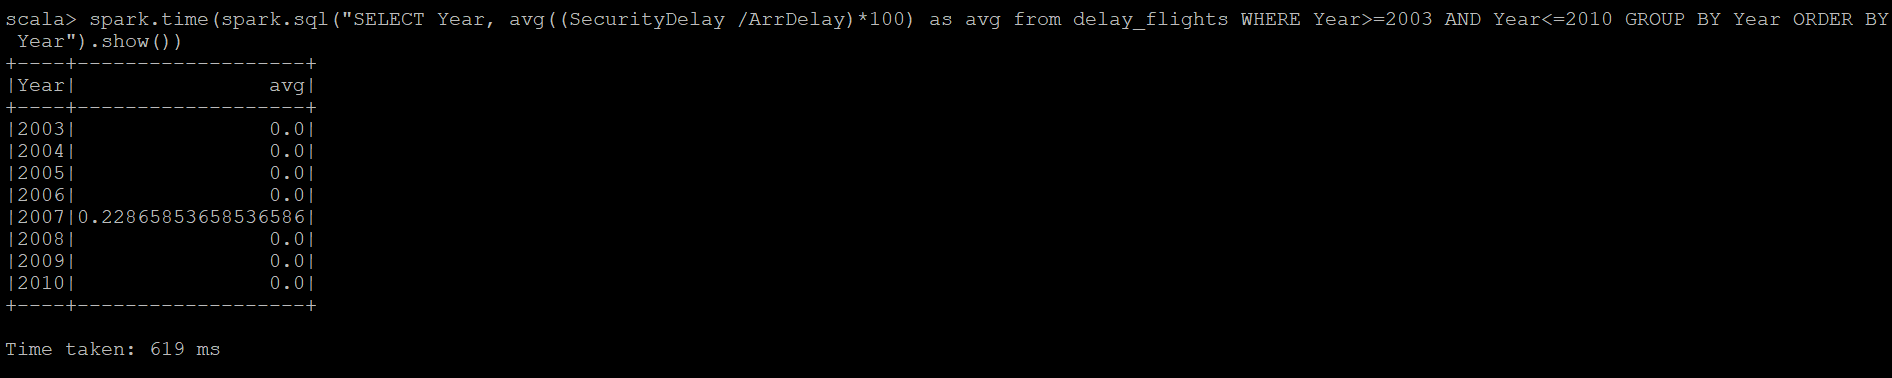 scala> spark.time(spark.sql("SELECT Year, avg((SecurityDelay /ArrDelay)*100) as avg from delay_flights WHERE Year>=2003 AND Year<=2010 GROUP BY Year ORDER BY
 Year").show())
+----+-------------------+
|Year|                avg|
+----+-------------------+
|2003|                0.0|
|2004|                0.0|
|2005|                0.0|
|2006|                0.0|
|2007|0.22865853658536586|
|2008|                0.0|
|2009|                0.0|
|2010|                0.0|
+----+-------------------+
Time taken: 619 ms